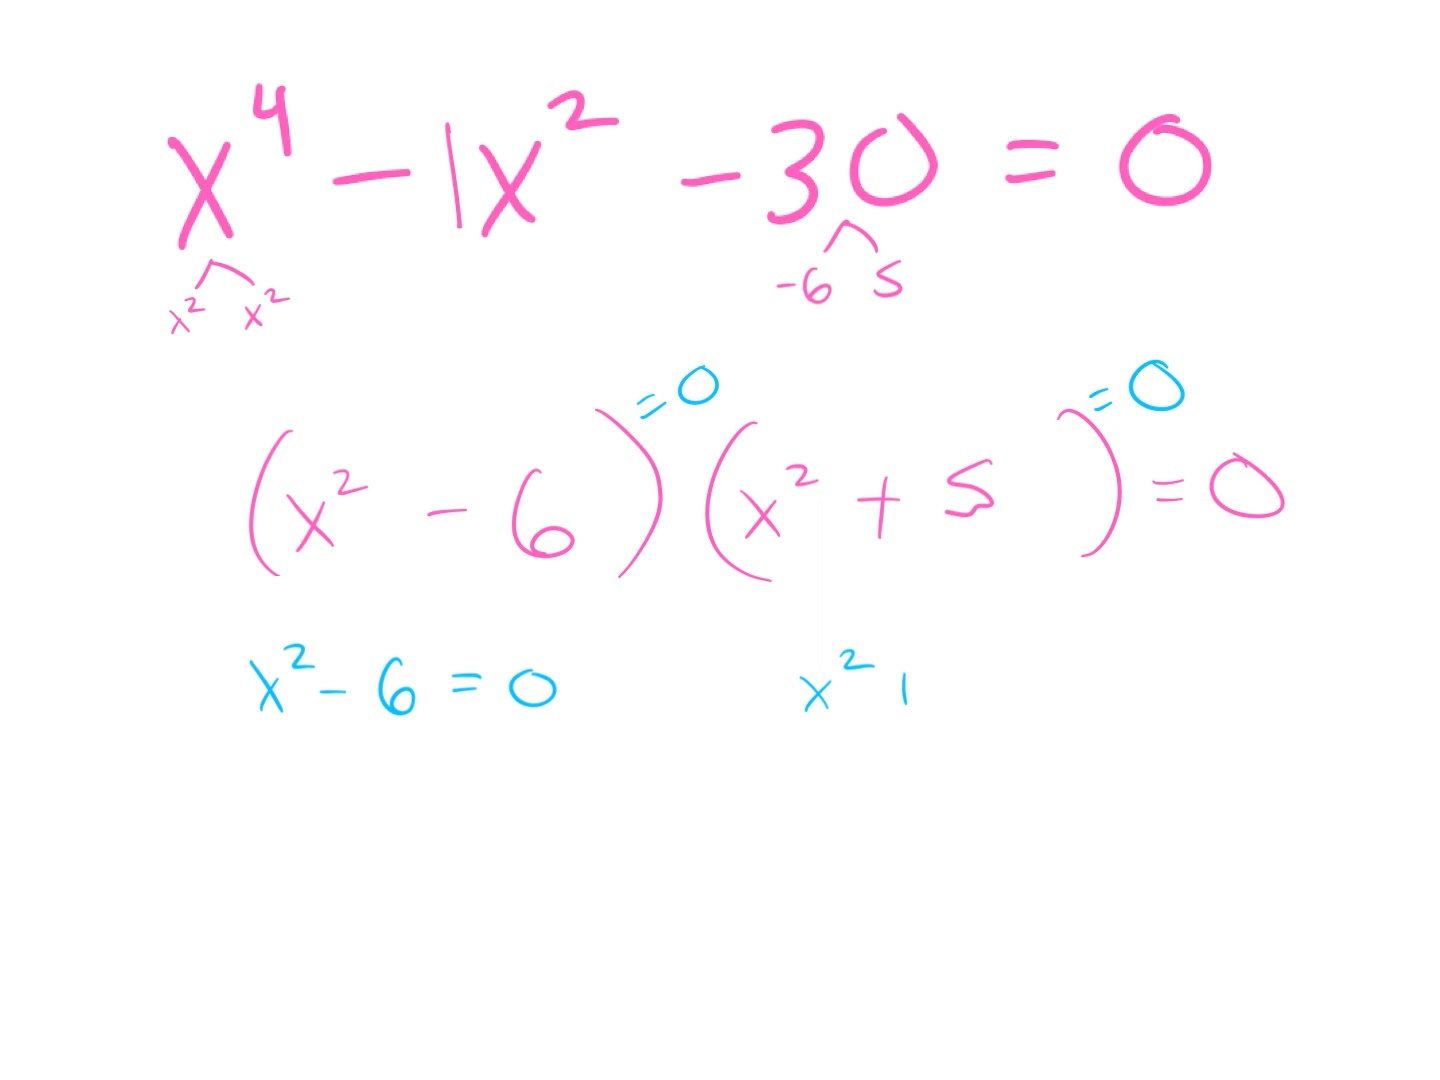 x⁴ - 1x² - 30 = 0
x² x² -6 5
= 0 = 0
(x² - 6)(x² + 5) = 0
x² - 6 = 0 x² |